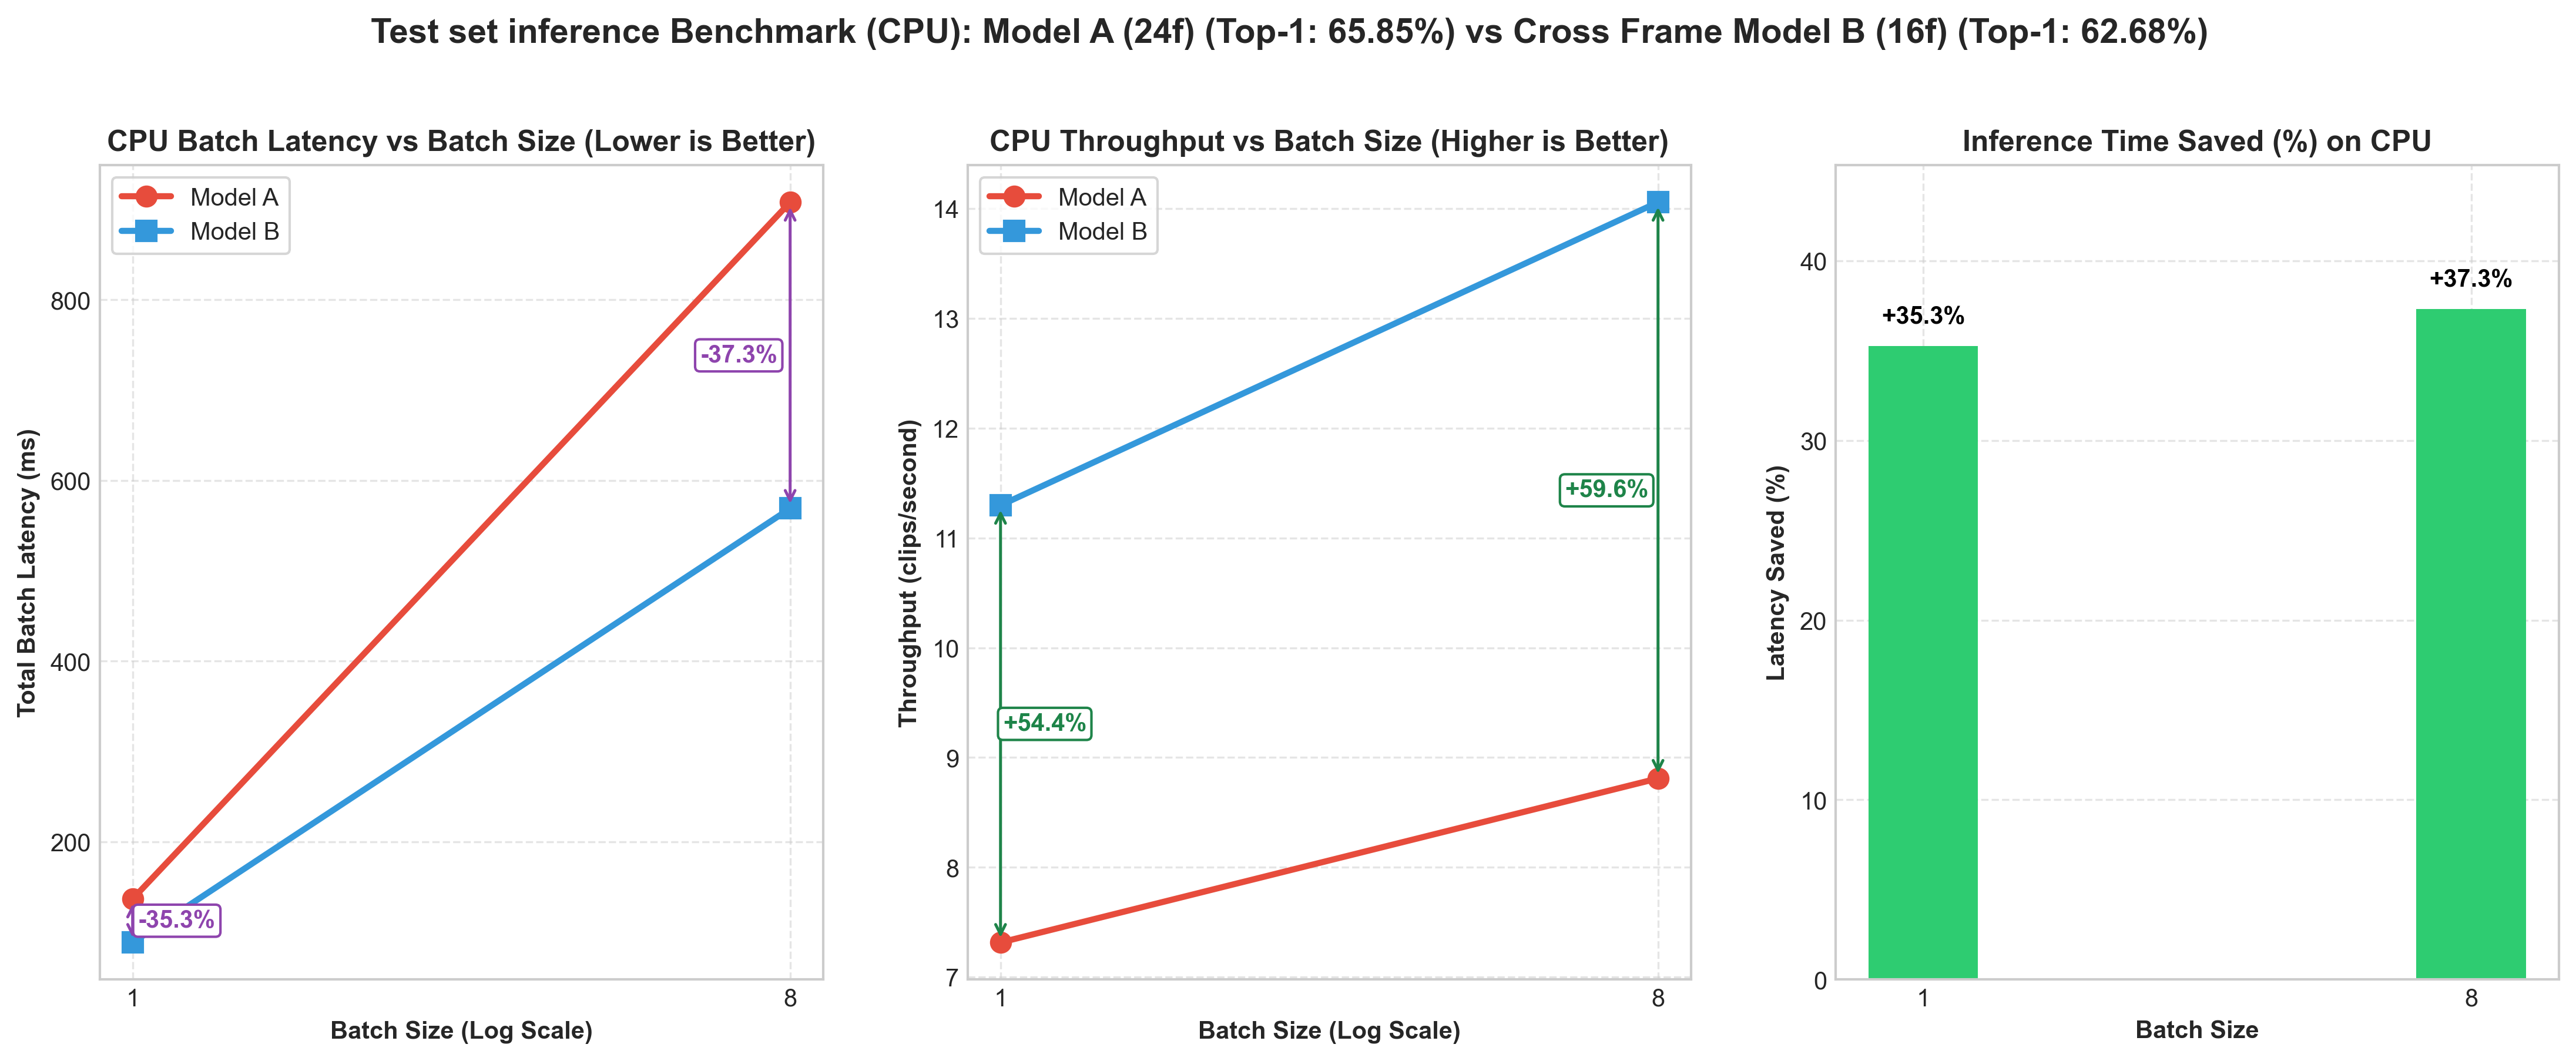 Test set inference Benchmark (CPU): Model A (24f) (Top-1: 65.85%) vs Cross Frame Model B (16f) (Top-1: 62.68%)
CPU Batch Latency vs Batch Size (Lower is Better)
Model A
Model B
800
600
400
200
-37.3%
-35.3%
1
8
Total Batch Latency (ms)
Batch Size (Log Scale)
CPU Throughput vs Batch Size (Higher is Better)
Model A
Model B
14
13
12
11
10
9
8
7
+59.6%
+54.4%
1
8
Throughput (clips/second)
Batch Size (Log Scale)
Inference Time Saved (%) on CPU
40
30
20
10
0
+35.3%
+37.3%
1
8
Latency Saved (%)
Batch Size